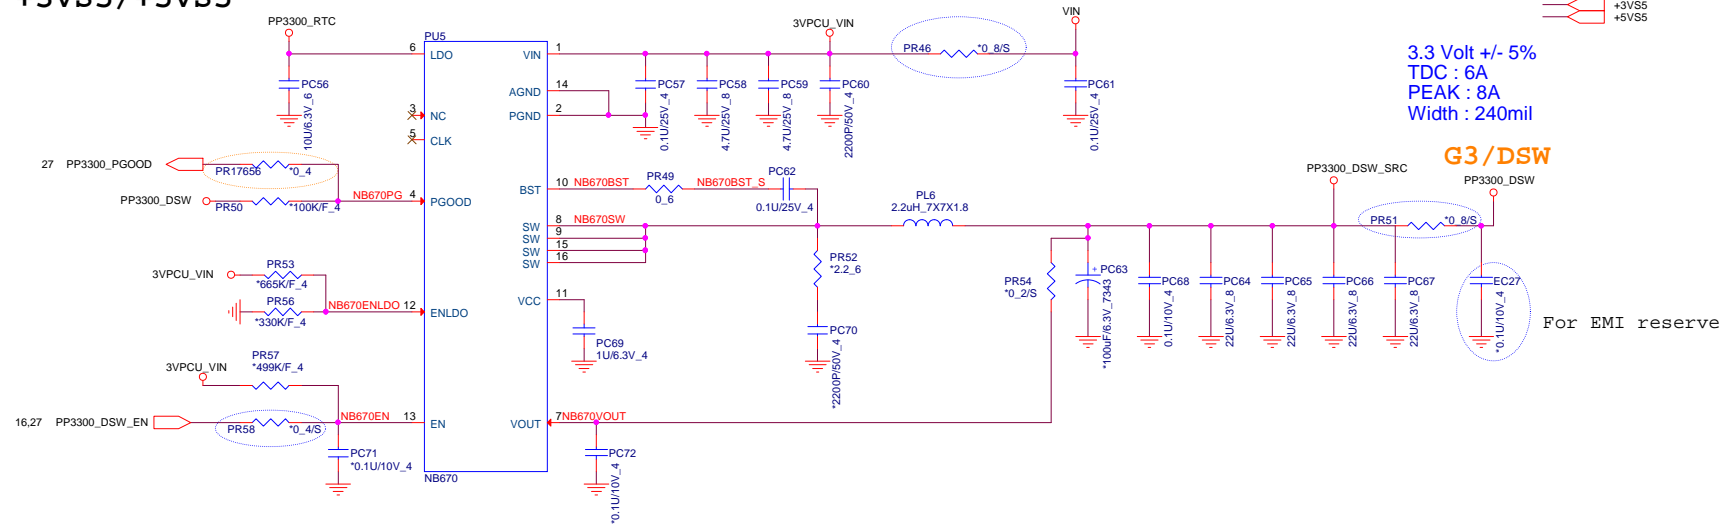 +3VS5
+5VS5
3.3 Volt +/- 5%
TDC : 6A
PEAK : 8A
Width : 240mil
G3/DSW
PP3300_RTC
6
LDO
PC56
10U/6.3V_6
3
NC
5
CLK
27 PP3300_PGOOD
PR17656
*0_4
PP3300_DSW
PR50
*100K/F_4
NB670PG
4
PGOOD
3VPCU_VIN
PR53
*665K/F_4
PR56
*330K/F_4
NB670ENLDO
12
ENLDO
PR57
*499K/F_4
3VPCU_VIN
16,27 PP3300_DSW_EN
PR58
*0_4/S
NB670EN
13
EN
PC71
*0.1U/10V_4
PU5
NB670
VIN
1
AGND
14
PGND
2
BST
10
NB670BST
PR49
0_6
NB670BST_S
PC62
0.1U/25V_4
SW
8
NB670SW
SW
9
SW
15
SW
16
VCC
11
PC69
1U/6.3V_4
VOUT
7
NB670VOUT
PC72
*0.1U/10V_4
3VPCU_VIN
PR46
*0_8/S
VIN
PC57
0.1U/25V_4
PC58
4.7U/25V_8
PC59
4.7U/25V_8
PC60
2200P/50V_4
PC61
0.1U/25V_4
PL6
2.2uH_7X7X1.8
PR52
*2.2_6
PC70
*2200P/50V_4
PR54
*0_2/S
+
PC63
*100uF/6.3V_7343
PC68
0.1U/10V_4
PC64
22U/6.3V_8
PC65
22U/6.3V_8
PC66
22U/6.3V_8
PC67
22U/6.3V_8
PP3300_DSW_SRC
PR51
*0_8/S
PP3300_DSW
EC27
*0.1U/10V_4
For EMI reserve